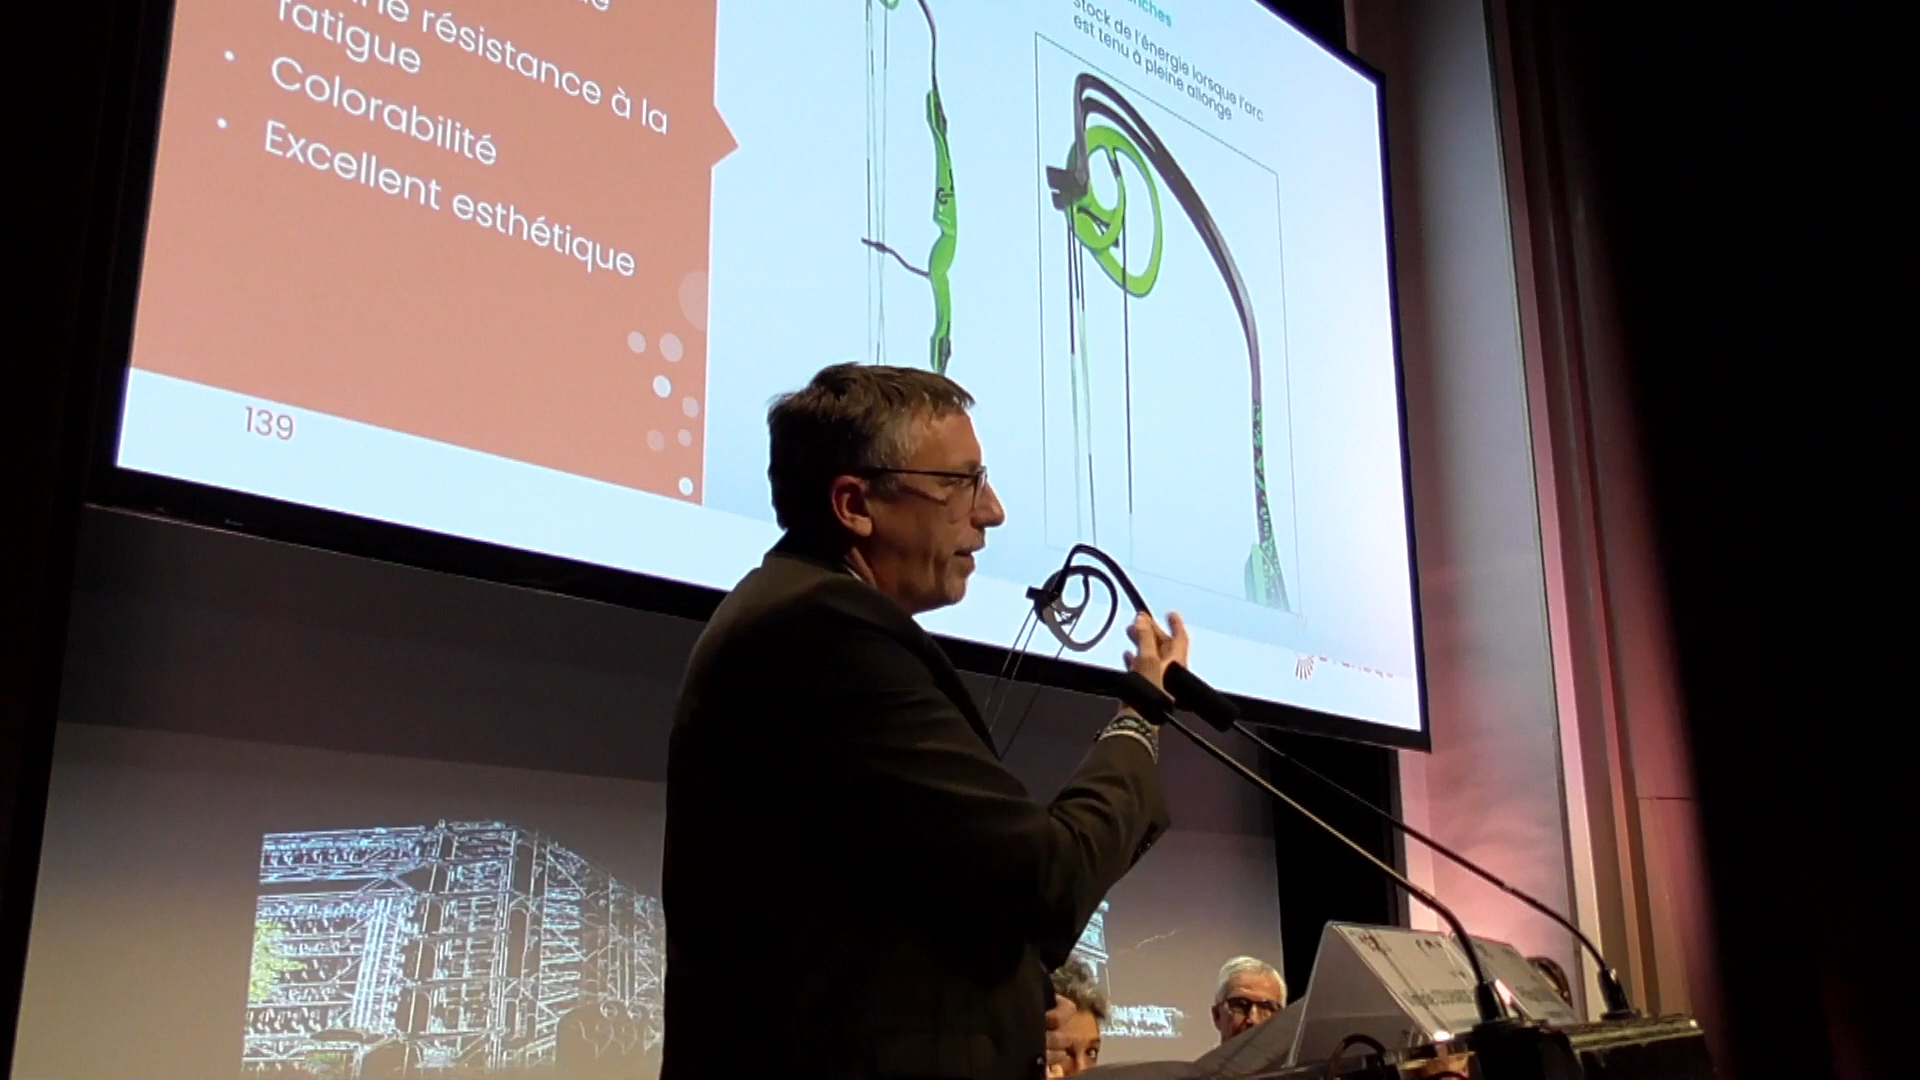 résistance à la
fatigue
• Colorabilité
• Excellent esthétique
139
stock de l'énergie lorsque l'arc
est tenu à pleine allonge